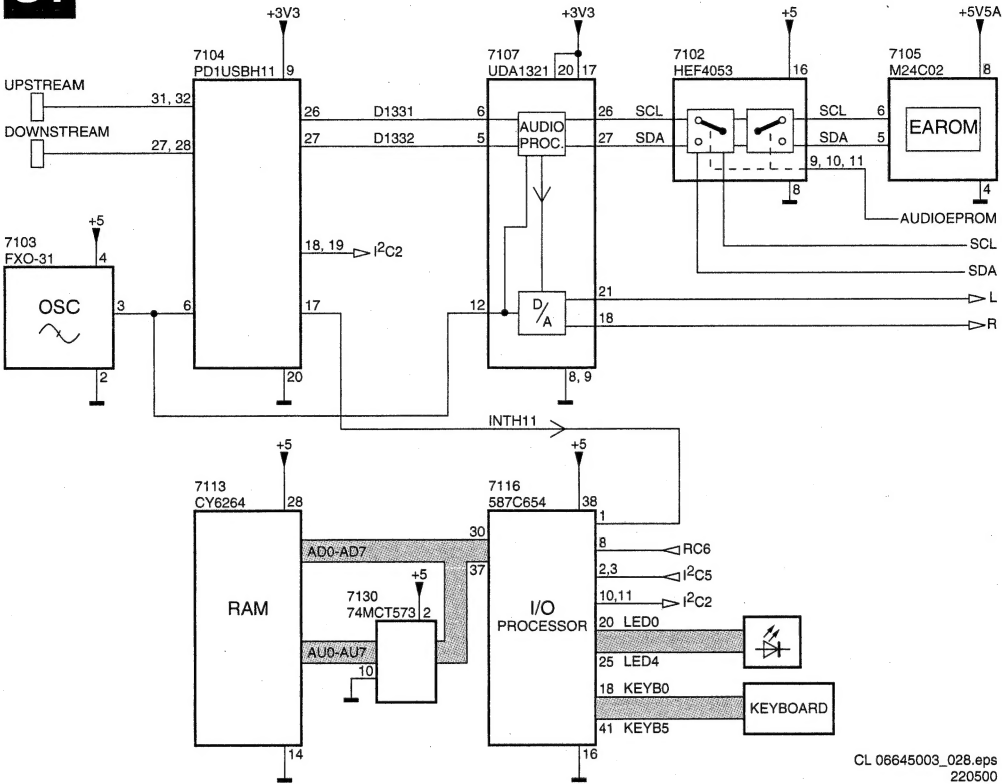 +3V3
+3V3
+5
+5V5A
7104
PD1USBH11
9
7107
UDA1321
20
17
7102
HEF4053
16
7105
M24C02
8
UPSTREAM
31, 32
DOWNSTREAM
27, 28
26
D1331
6
27
D1332
5
AUDIO
PROC.
26
SCL
27
SDA
SCL
6
SDA
5
EAROM
9, 10, 11
8
4
AUDIOEPROM
SCL
SDA
+5
7103
FXO-31
4
OSC
3
6
2
18, 19
I²C2
17
20
12
D/A
21
L
18
R
8, 9
INTH11
+5
+5
7113
CY6264
28
7116
587C654
38
1
30
AD0-AD7
37
8
RC6
2,3
I²C5
10,11
I²C2
+5
7130
74MCT573
2
RAM
I/O
PROCESSOR
20 LED0
25 LED4
AU0-AU7
10
18 KEYB0
41 KEYB5
KEYBOARD
14
16
CL 06645003_028.eps
220500